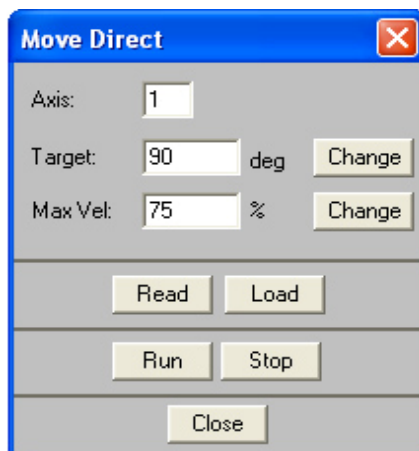 Move Direct
Axis: 1
Target: 90 deg Change
Max Vel: 75 % Change
Read Load
Run Stop
Close